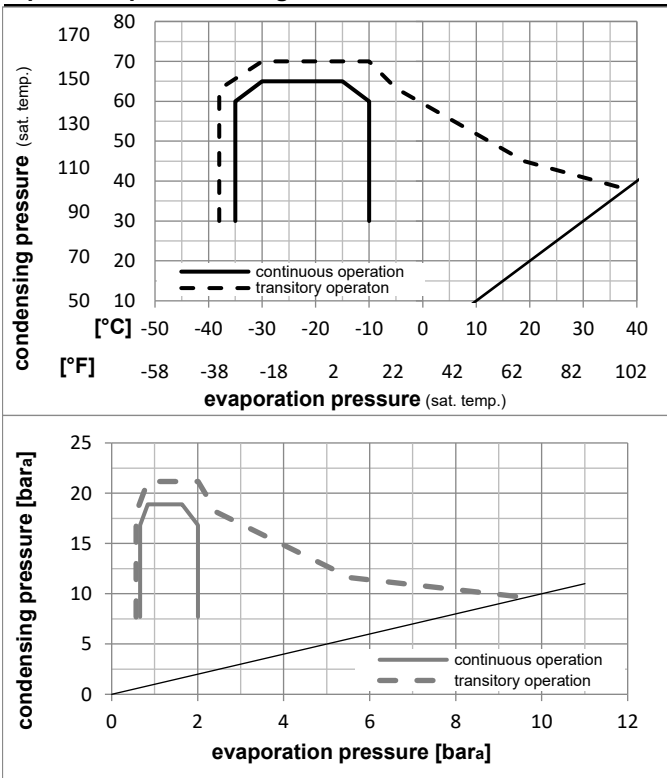 condensing pressure (sat. temp.)
170 80
150 70
60
130
50
110
40
90
30
70
20
50 10
continuous operation
transitory operaton
[°C] -50 -40 -30 -20 -10 0 10 20 30 40
[°F] -58 -38 -18 2 22 42 62 82 102
evaporation pressure (sat. temp.)
condensing pressure [bara]
25
20
15
10
5
0
continuous operation
transitory operation
0 2 4 6 8 10 12
evaporation pressure [bara]